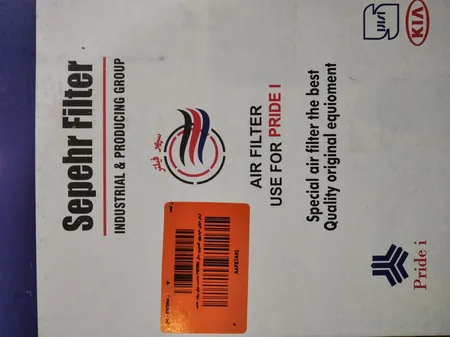 Sepehr Filter
INDUSTRIAL & PRODUCING GROUP
سپهر فیلتر
AIR FILTER
USE FOR PRIDE I
Special air filter the best
Quality original equioment
KIA
Pride i